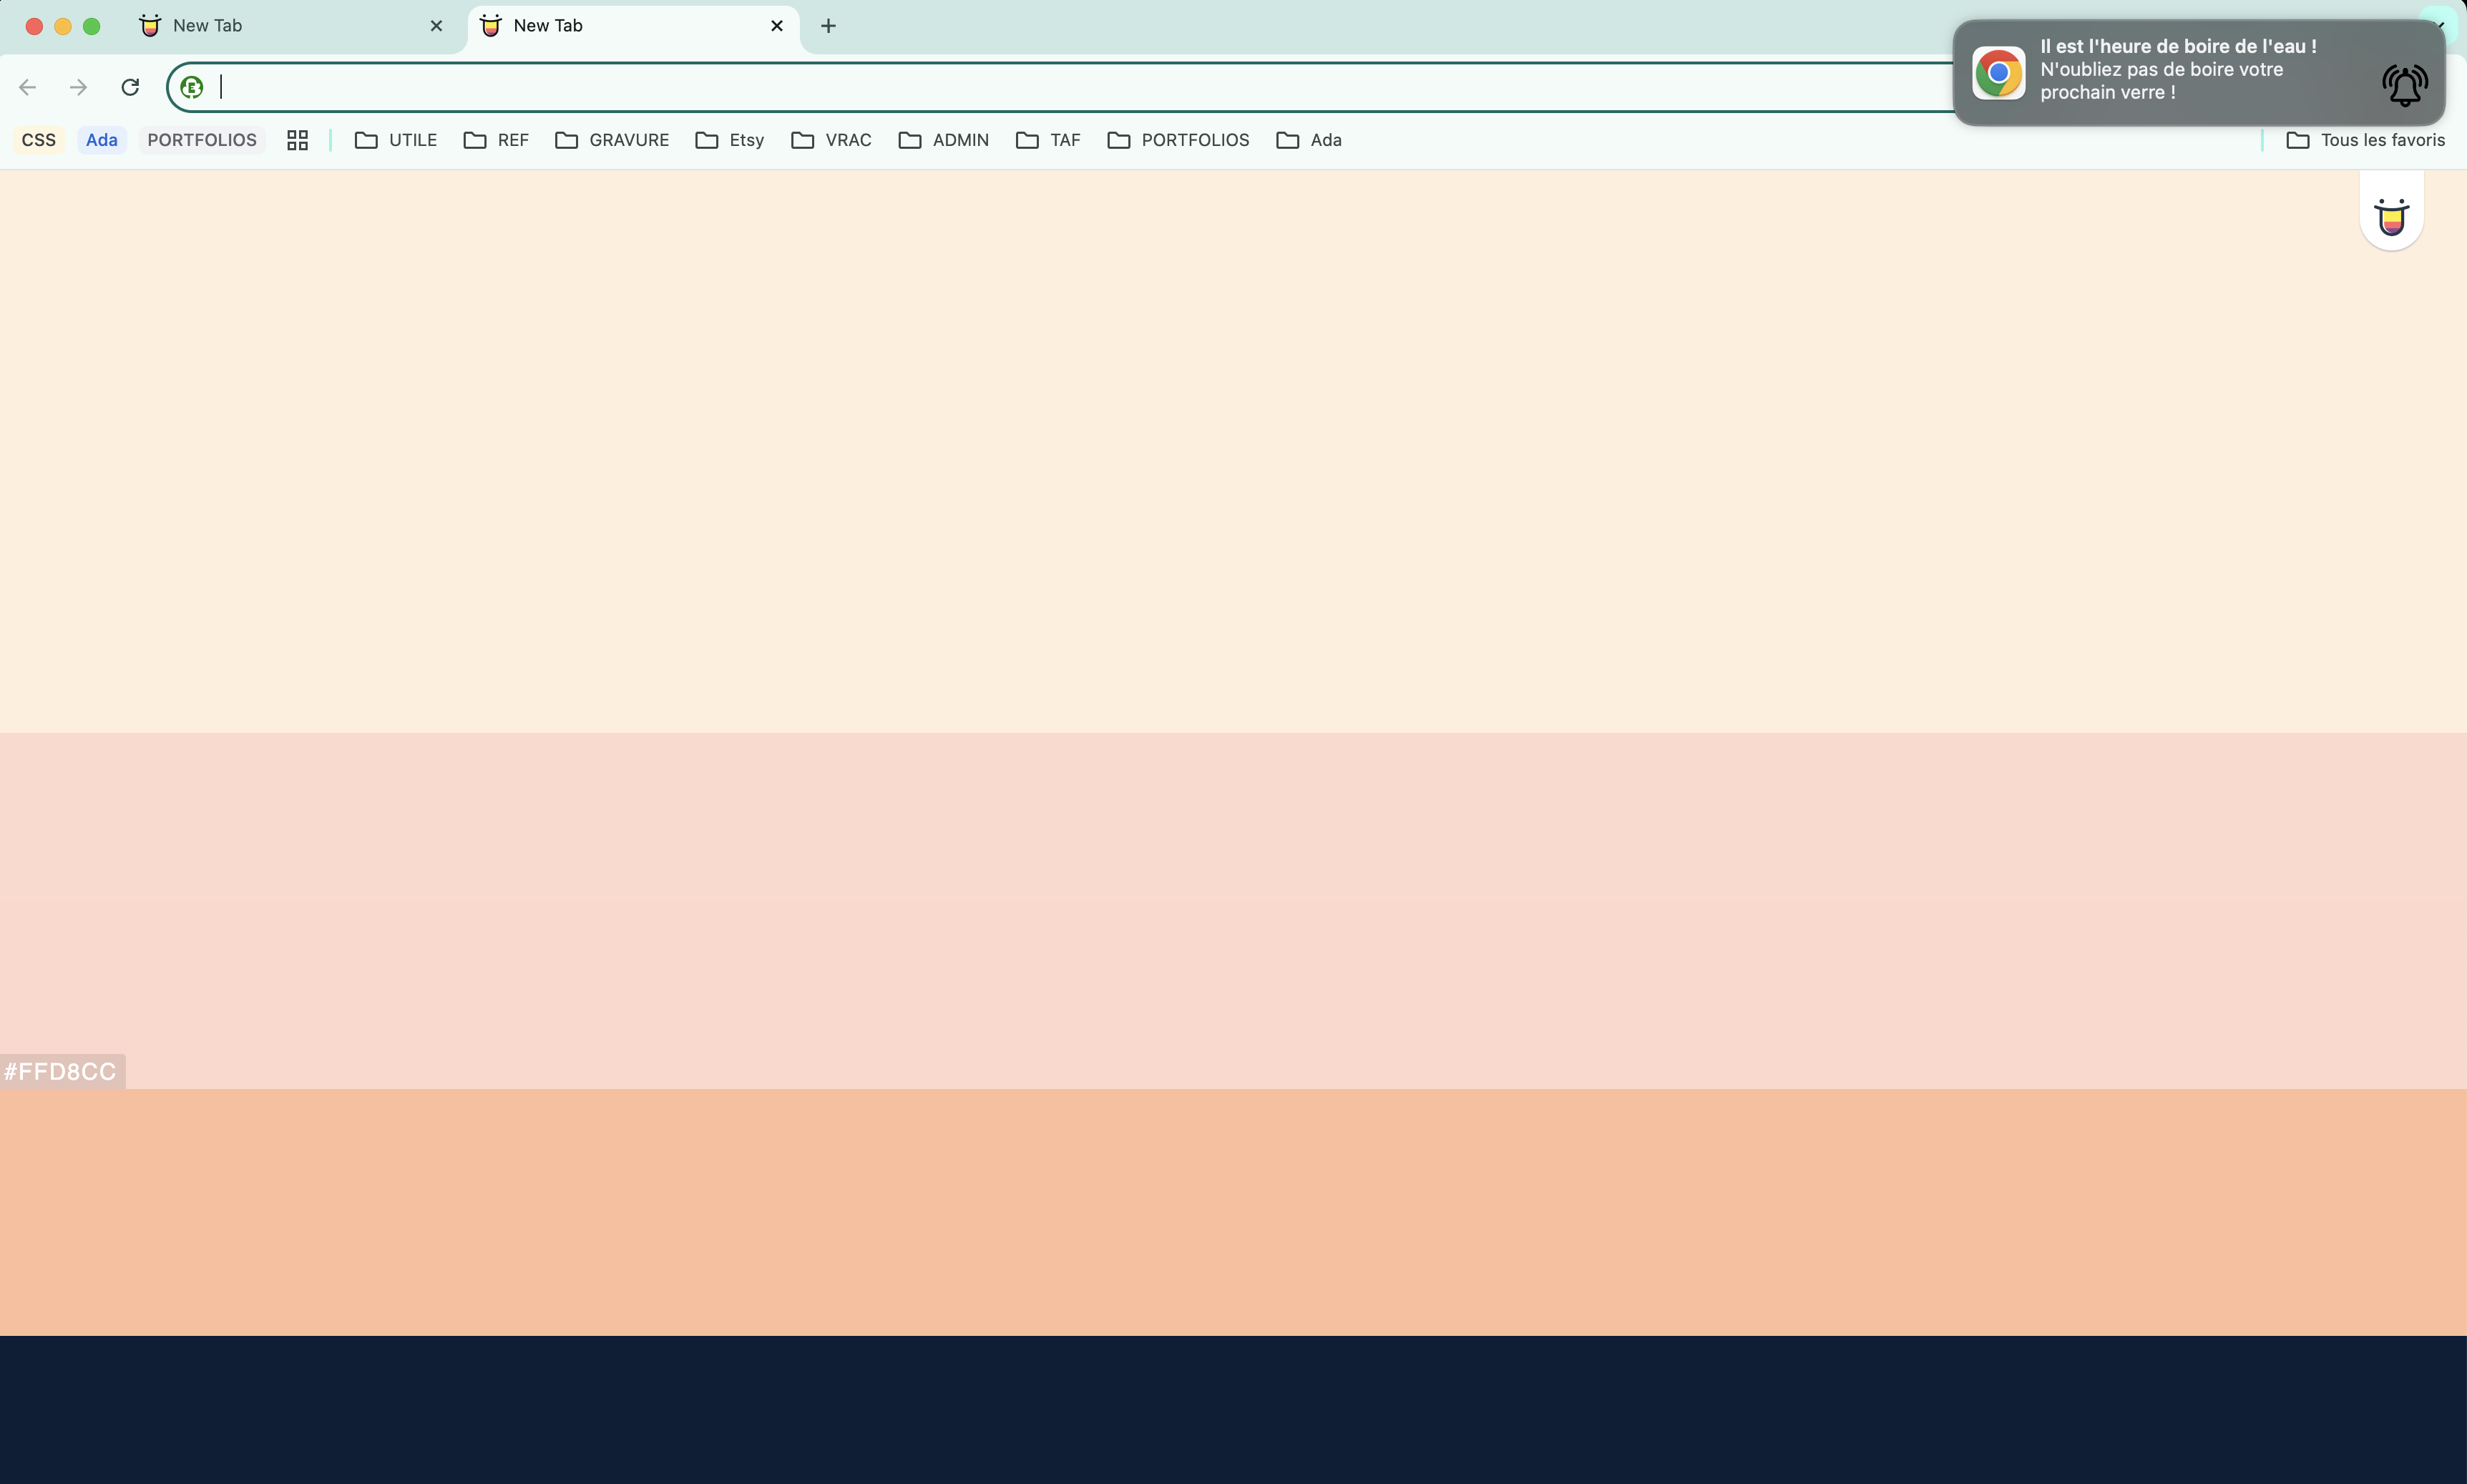 New Tab
New Tab
Il est l'heure de boire de l'eau !
N'oubliez pas de boire votre
prochain verre !
CSS Ada PORTFOLIOS UTILE REF GRAVURE Etsy VRAC ADMIN TAF PORTFOLIOS Ada Tous les favoris
#FFD8CC